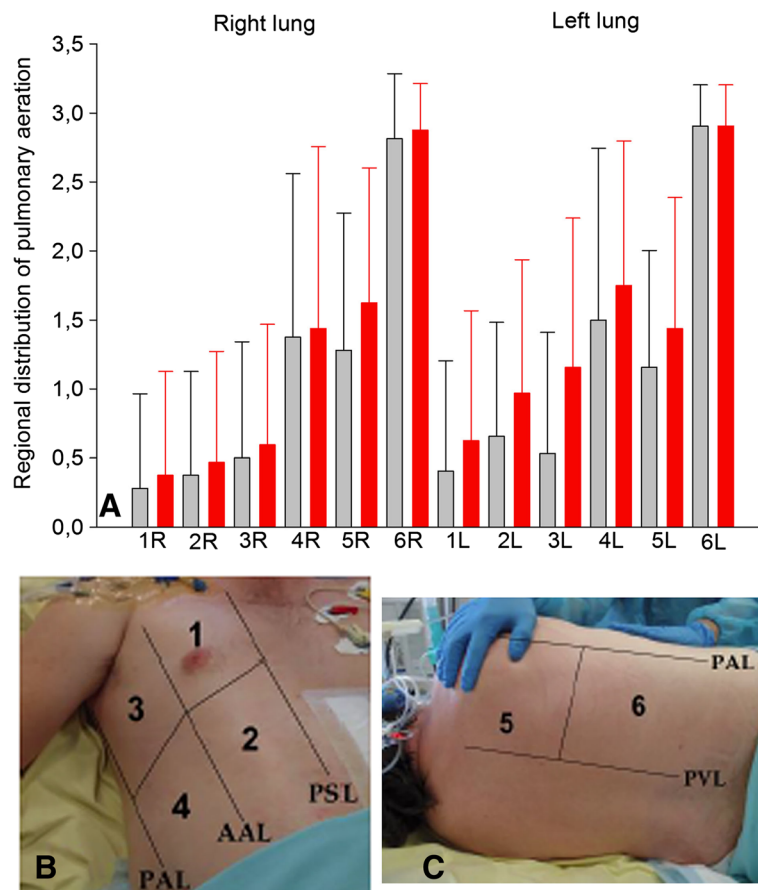 Right lung
Left lung
Regional distribution of pulmonary aeration
3,5
3,0
2,5
2,0
1,5
1,0
0,5
0,0
A
1R 2R 3R 4R 5R 6R 1L 2L 3L 4L 5L 6L
1
3
2
4
PSL
AAL
PAL
B
PAL
5
6
PVL
C